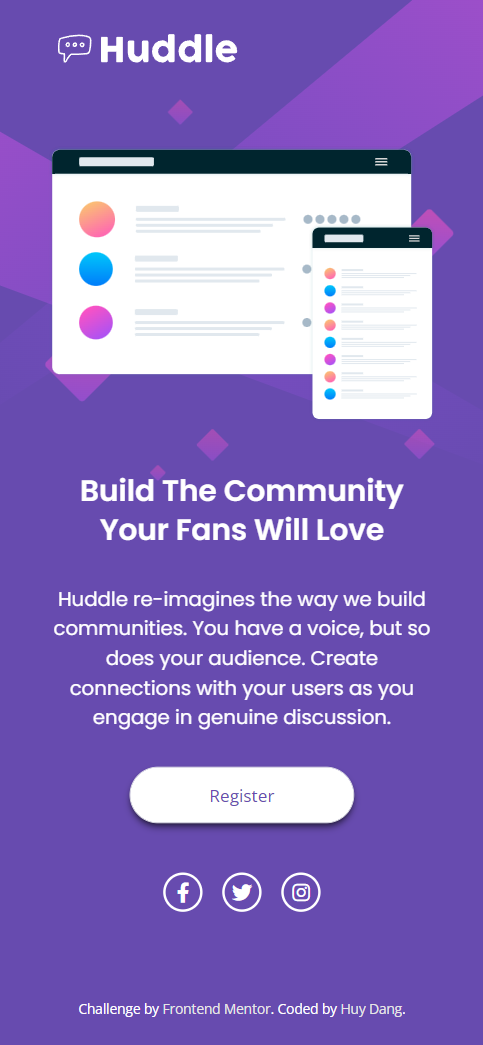 Huddle
Build The Community
Your Fans Will Love
Huddle re-imagines the way we build
communities. You have a voice, but so
does your audience. Create
connections with your users as you
engage in genuine discussion.
Register
Challenge by Frontend Mentor. Coded by Huy Dang.